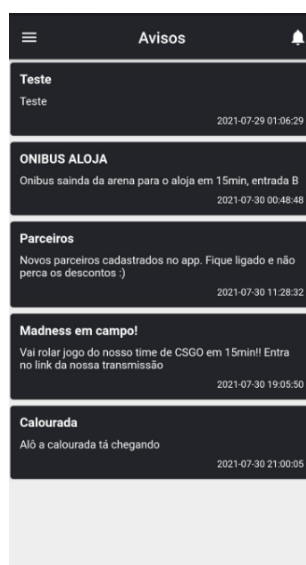 Avisos
Teste
Teste
2021-07-29 01:06:29
ONIBUS ALOJA
Onibus sainda da arena para o aloja em 15min, entrada B
2021-07-30 00:48:48
Parceiros
Novos parceiros cadastrados no app. Fique ligado e não
perca os descontos :)
2021-07-30 11:28:32
Madness em campo!
Vai rolar jogo do nosso time de CSGO em 15min!! Entra
no link da nossa transmissão
2021-07-30 19:05:50
Calourada
Alô a calourada tá chegando
2021-07-30 21:00:05